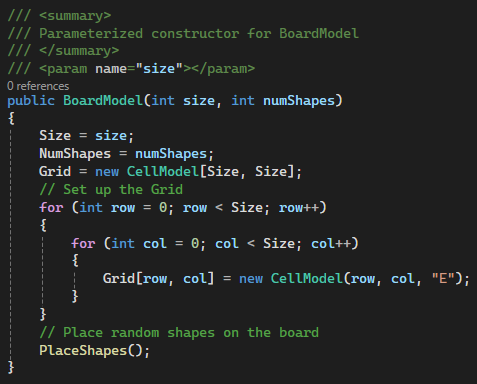 /// <summary>
/// Parameterized constructor for BoardModel
/// </summary>
/// <param name="size"></param>
0 references
public BoardModel(int size, int numShapes)
{
    Size = size;
    NumShapes = numShapes;
    Grid = new CellModel[Size, Size];
    // Set up the Grid
    for (int row = 0; row < Size; row++)
    {
        for (int col = 0; col < Size; col++)
        {
            Grid[row, col] = new CellModel(row, col, "E");
        }
    }
    // Place random shapes on the board
    PlaceShapes();
}